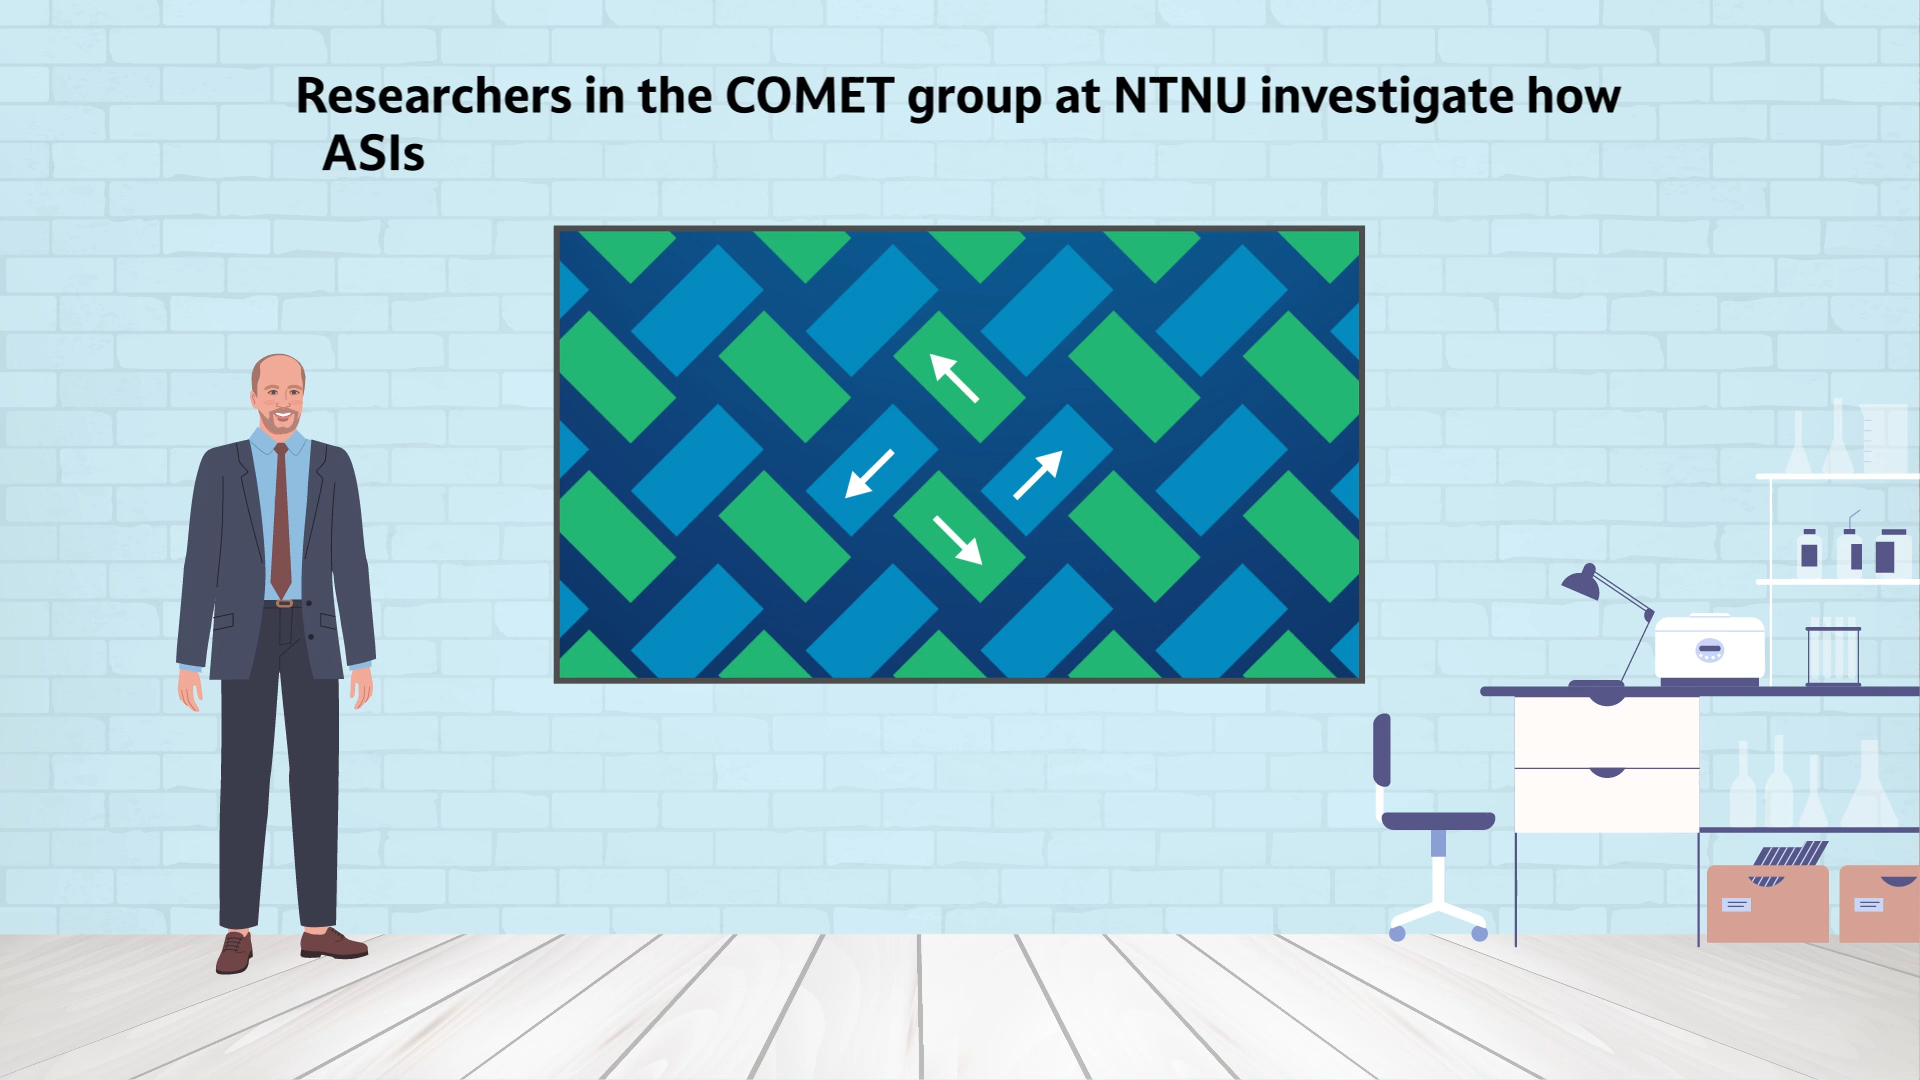 Researchers in the COMET group at NTNU investigate how
ASIs